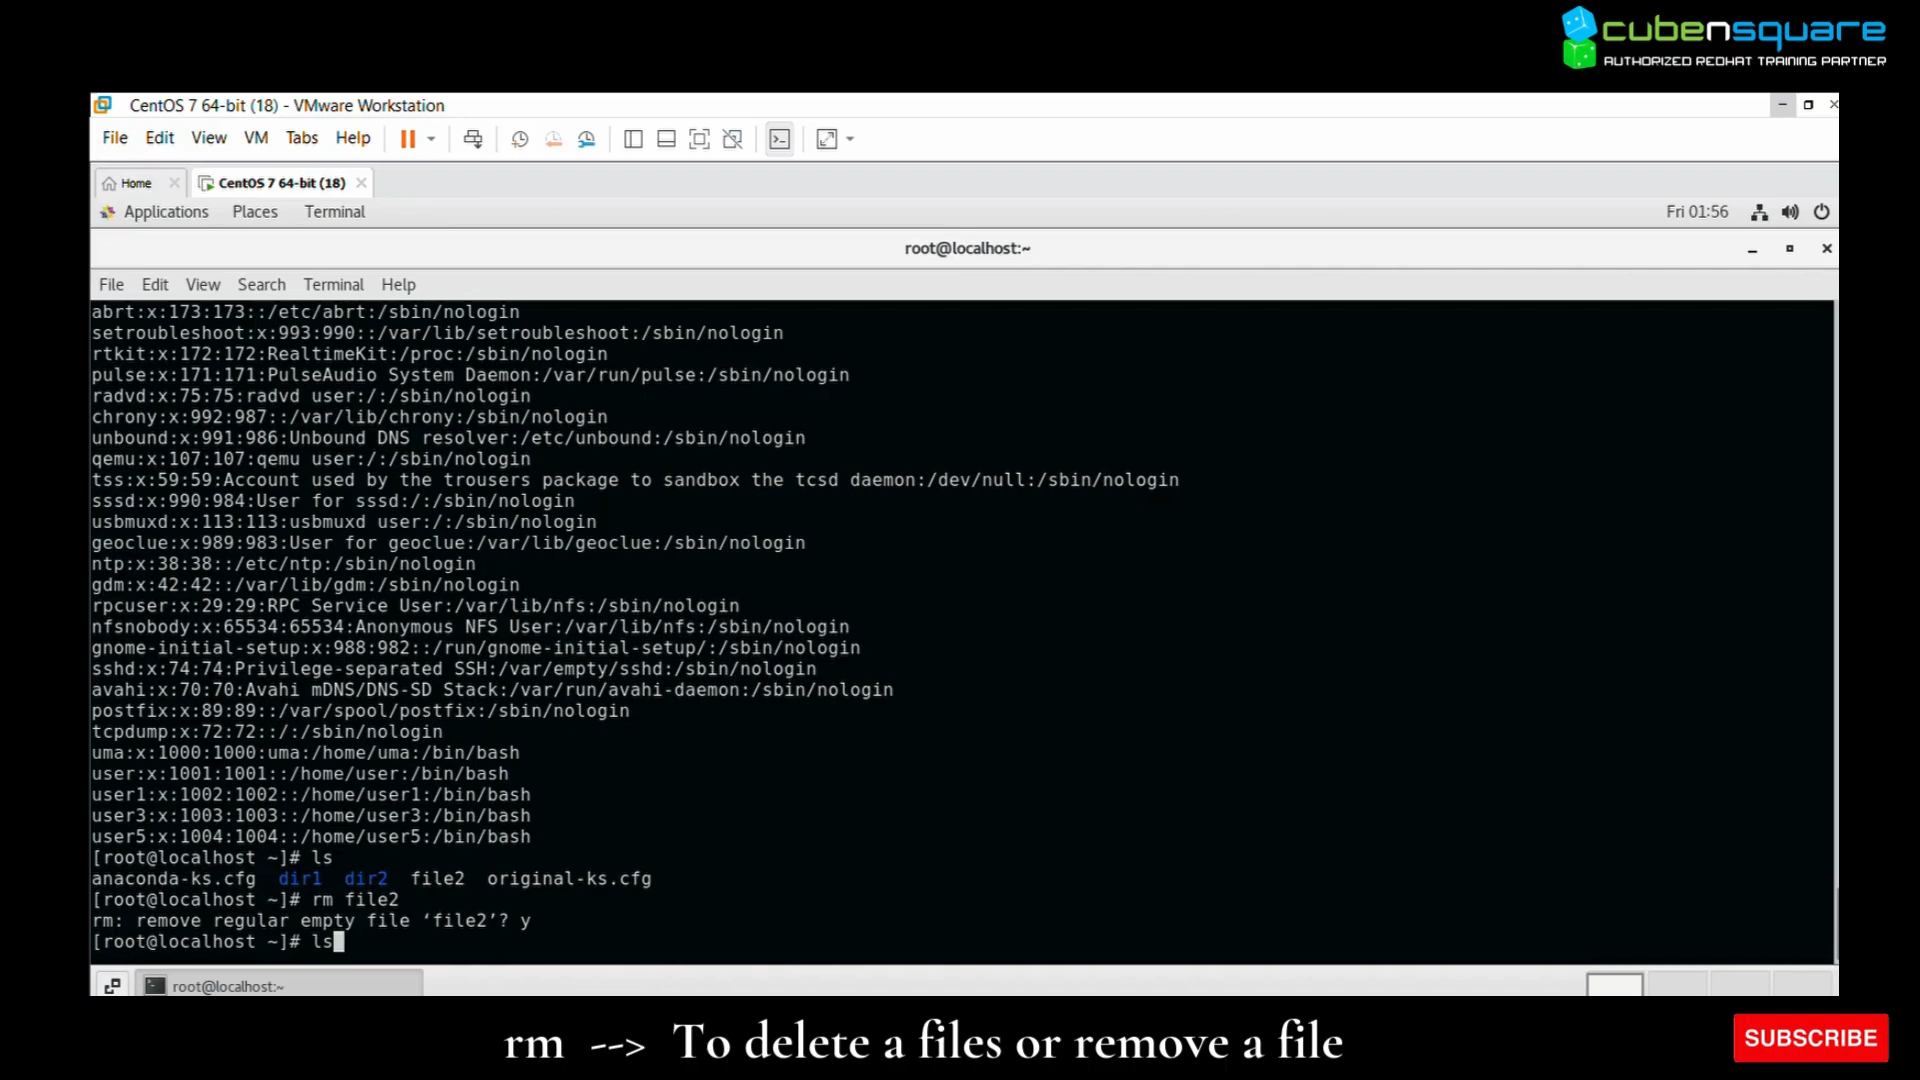 cubensquare
AUTHORIZED REDHAT TRAINING PARTNER
CentOS 7 64-bit (18) - VMware Workstation
File Edit View VM Tabs Help
Home CentOS 7 64-bit (18)
Applications Places Terminal Fri 01:56
root@localhost:~
File Edit View Search Terminal Help
abrt:x:173:173::/etc/abrt:/sbin/nologin
setroubleshoot:x:993:990::/var/lib/setroubleshoot:/sbin/nologin
rtkit:x:172:172:RealtimeKit:/proc:/sbin/nologin
pulse:x:171:171:PulseAudio System Daemon:/var/run/pulse:/sbin/nologin
radvd:x:75:75:radvd user:/:/sbin/nologin
chrony:x:992:987::/var/lib/chrony:/sbin/nologin
unbound:x:991:986:Unbound DNS resolver:/etc/unbound:/sbin/nologin
qemu:x:107:107:qemu user:/:/sbin/nologin
tss:x:59:59:Account used by the trousers package to sandbox the tcsd daemon:/dev/null:/sbin/nologin
sssd:x:990:984:User for sssd:/:/sbin/nologin
usbmuxd:x:113:113:usbmuxd user:/:/sbin/nologin
geoclue:x:989:983:User for geoclue:/var/lib/geoclue:/sbin/nologin
ntp:x:38:38::/etc/ntp:/sbin/nologin
gdm:x:42:42::/var/lib/gdm:/sbin/nologin
rpcuser:x:29:29:RPC Service User:/var/lib/nfs:/sbin/nologin
nfsnobody:x:65534:65534:Anonymous NFS User:/var/lib/nfs:/sbin/nologin
gnome-initial-setup:x:988:982::/run/gnome-initial-setup/:/sbin/nologin
sshd:x:74:74:Privilege-separated SSH:/var/empty/sshd:/sbin/nologin
avahi:x:70:70:Avahi mDNS/DNS-SD Stack:/var/run/avahi-daemon:/sbin/nologin
postfix:x:89:89::/var/spool/postfix:/sbin/nologin
tcpdump:x:72:72::/:/sbin/nologin
uma:x:1000:1000:uma:/home/uma:/bin/bash
user:x:1001:1001::/home/user:/bin/bash
user1:x:1002:1002::/home/user1:/bin/bash
user3:x:1003:1003::/home/user3:/bin/bash
user5:x:1004:1004::/home/user5:/bin/bash
[root@localhost ~]# ls
anaconda-ks.cfg dir1 dir2 file2 original-ks.cfg
[root@localhost ~]# rm file2
rm: remove regular empty file ‘file2’? y
[root@localhost ~]# ls
root@localhost:~
rm --> To delete a files or remove a file
SUBSCRIBE